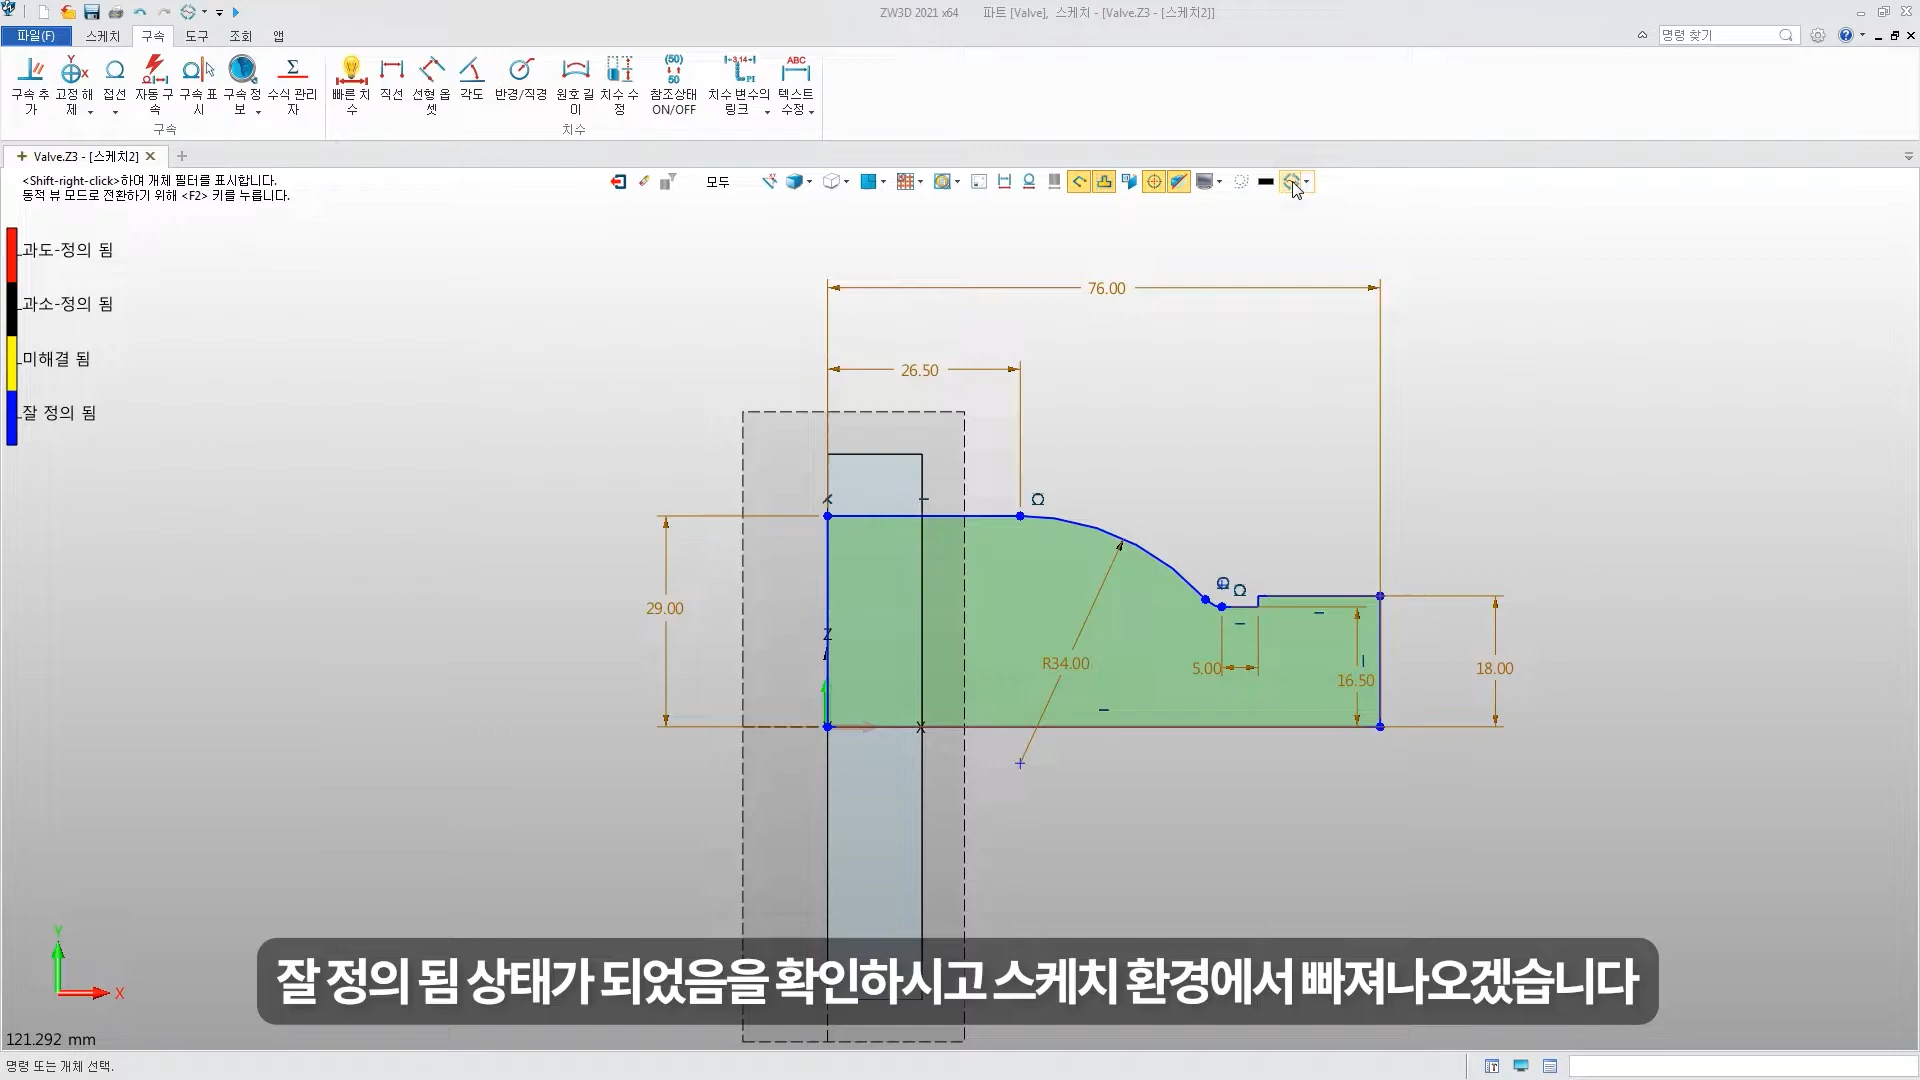 ZW3D 2021 x64 파트 [Valve], 스케치 - [Valve.Z3 - [스케치2]]
파일(F) 스케치 구속 도구 조회 앱 명령 찾기
구속 추가 고정 해제 접선 자동 구속 구속 표시 구속 정보 수식 관리자 빠른 치수 직선 선형 옵셋 각도 반경/직경 원호 길이 치수 수정 참조상태 ON/OFF 치수 변수의 링크 텍스트 수정
구속 치수
Valve.Z3 - [스케치2]
<Shift-right-click>하여 개체 필터를 표시합니다.
동적 뷰 모드로 전환하기 위해 <F2> 키를 누릅니다.
모두
과도-정의 됨
과소-정의 됨
미해결 됨
잘 정의 됨
76.00
26.50
29.00
R34.00
5.00
16.50
18.00
Z
X
Y
X
잘 정의 됨 상태가 되었음을 확인하시고 스케치 환경에서 빠져나오겠습니다
121.292 mm
명령 또는 개체 선택.